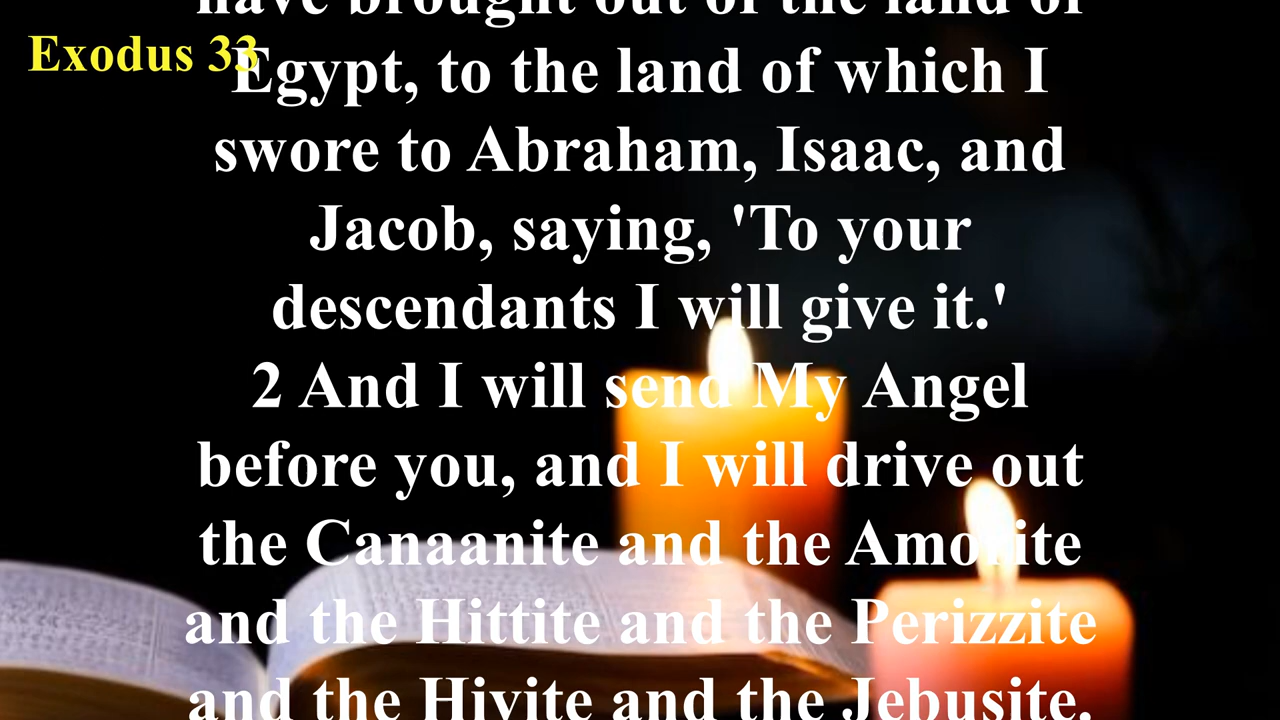 have brought out of the land of
Exodus 33
Egypt, to the land of which I
swore to Abraham, Isaac, and
Jacob, saying, 'To your
descendants I will give it.'
2 And I will send My Angel
before you, and I will drive out
the Canaanite and the Amorite
and the Hittite and the Perizzite
and the Hivite and the Jebusite.